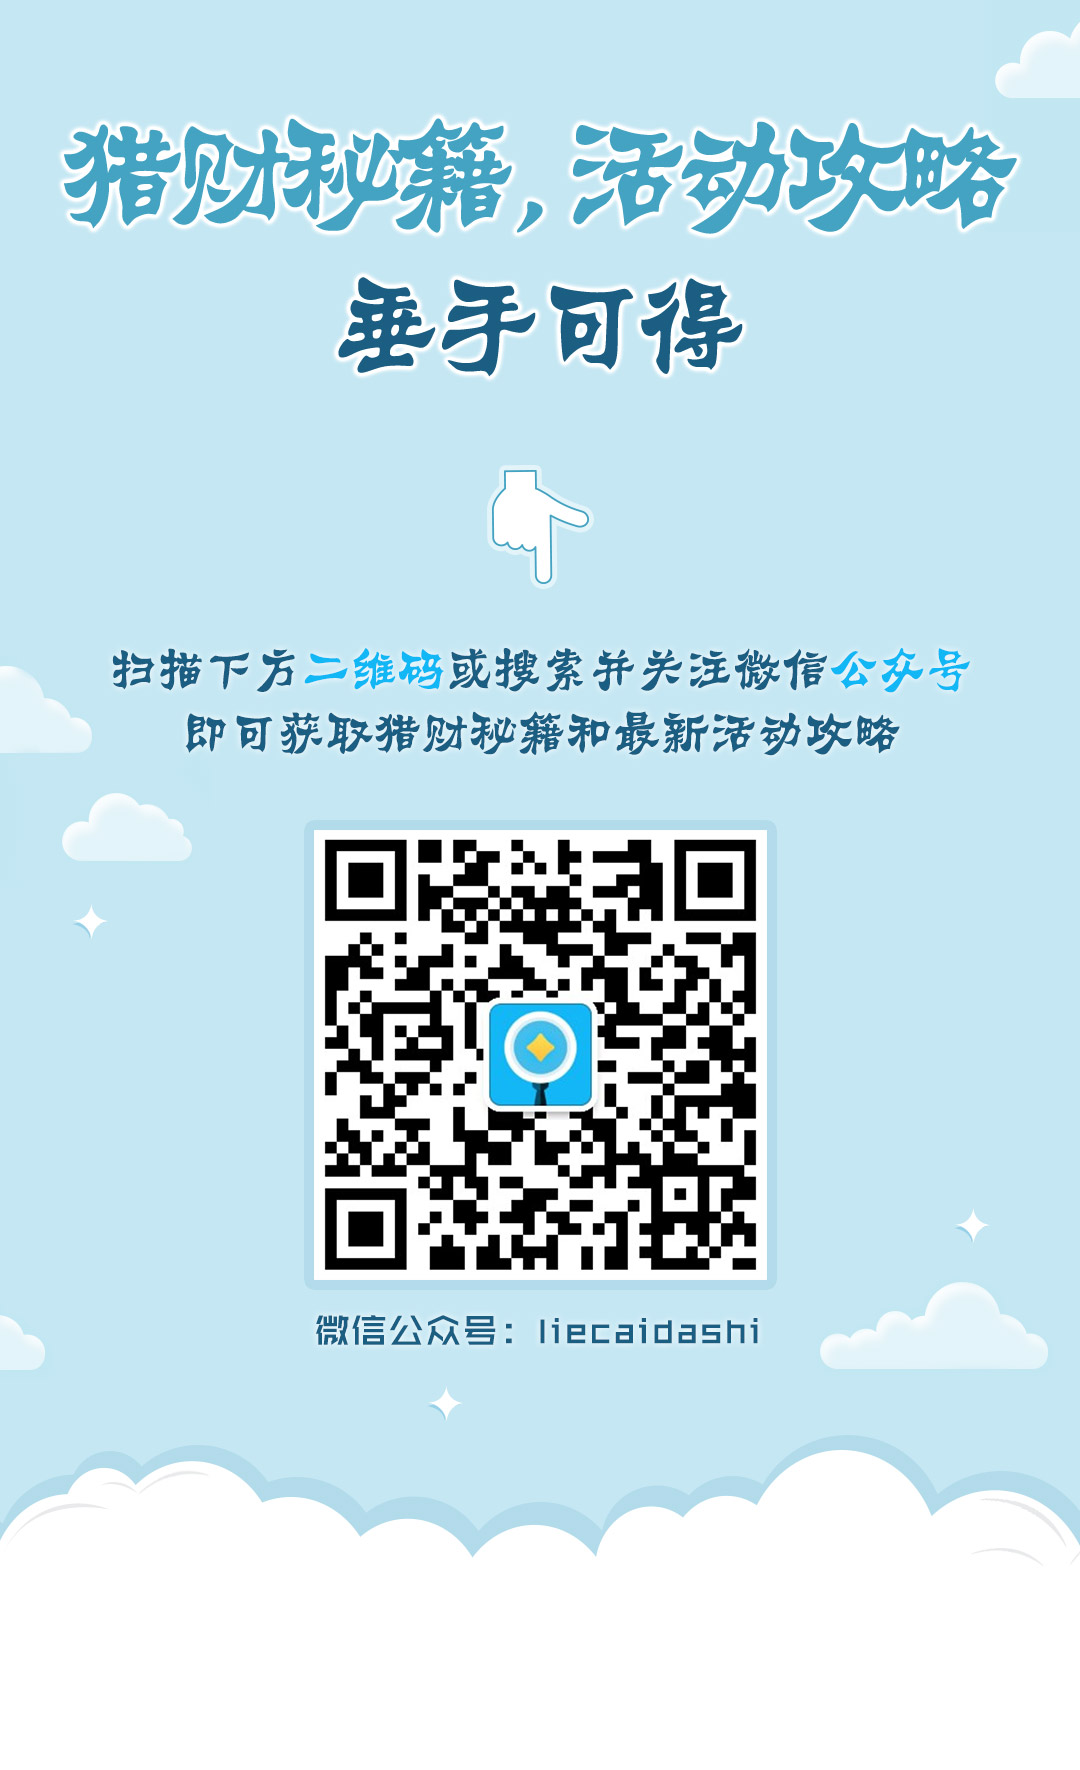 猎财秘籍,活动攻略
垂手可得
扫描下方二维码或搜索并关注微信公众号
即可获取猎财秘籍和最新活动攻略
微信公众号：liecaidashi